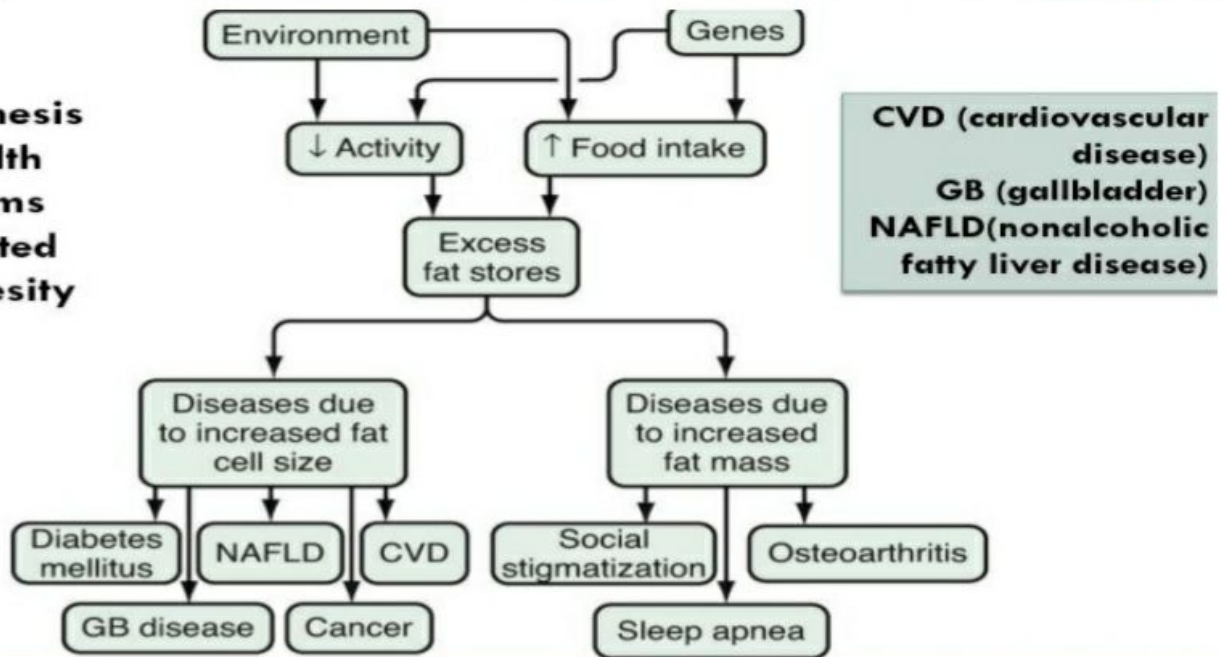 Environment
Genes
↓ Activity
↑ Food intake
Excess
fat stores
CVD (cardiovascular
disease)
GB (gallbladder)
NAFLD(nonalcoholic
fatty liver disease)
Diseases due
to increased fat
cell size
Diseases due
to increased
fat mass
Diabetes
mellitus
NAFLD
CVD
GB disease
Cancer
Social
stigmatization
Osteoarthritis
Sleep apnea